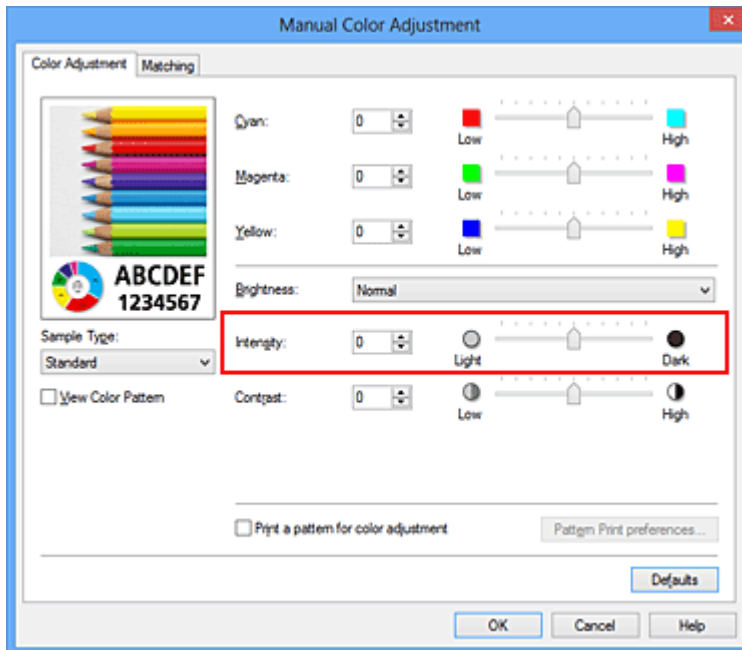 Manual Color Adjustment
Color Adjustment
Matching
Cyan:
0
Low
High
Magenta:
0
Low
High
Yellow:
0
Low
High
ABCDEF
1234567
Brightness:
Normal
Sample Type:
Standard
Intensity:
0
Light
Dark
View Color Pattern
Contrast:
0
Low
High
Print a pattern for color adjustment
Pattern Print preferences...
Defaults
OK
Cancel
Help